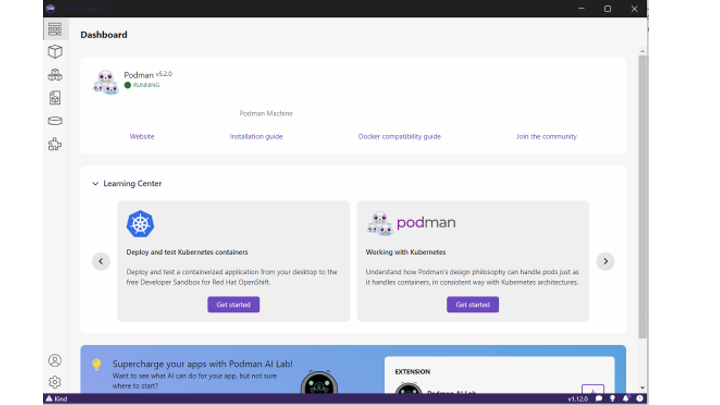 Dashboard
Podman v5.2.0
RUNNING
Podman Machine
Website Installation guide Docker compatibility guide Join the community
Learning Center
podman
Deploy and test Kubernetes containers
Working with Kubernetes
Deploy and test a containerized application from your desktop to the
free Developer Sandbox for Red Hat OpenShift.
Understand how Podman's design philosophy can handle pods just as
it handles containers, in consistent way with Kubernetes architectures.
Get started
Get started
Supercharge your apps with Podman AI Lab!
Want to see what AI can do for your app, but not sure
where to start?
EXTENSION
Podman AI Lab
Kind
v1.12.0